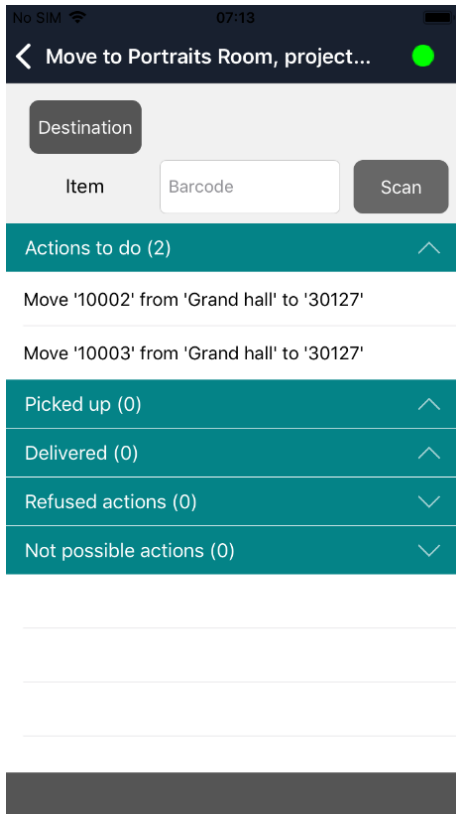 No SIM 07:13
Move to Portraits Room, project...
Destination
Item Barcode Scan
Actions to do (2)
Move '10002' from 'Grand hall' to '30127'
Move '10003' from 'Grand hall' to '30127'
Picked up (0)
Delivered (0)
Refused actions (0)
Not possible actions (0)